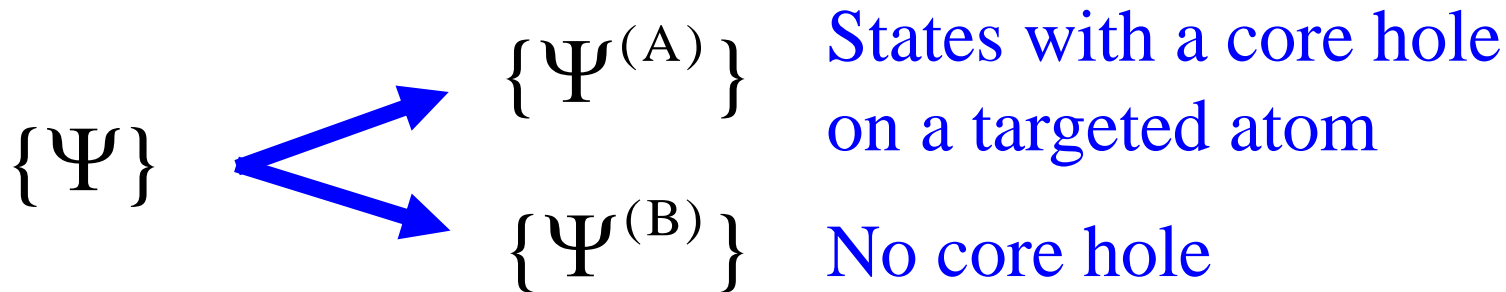 {Ψ^(A)} States with a core hole
on a targeted atom
{Ψ}
{Ψ^(B)} No core hole